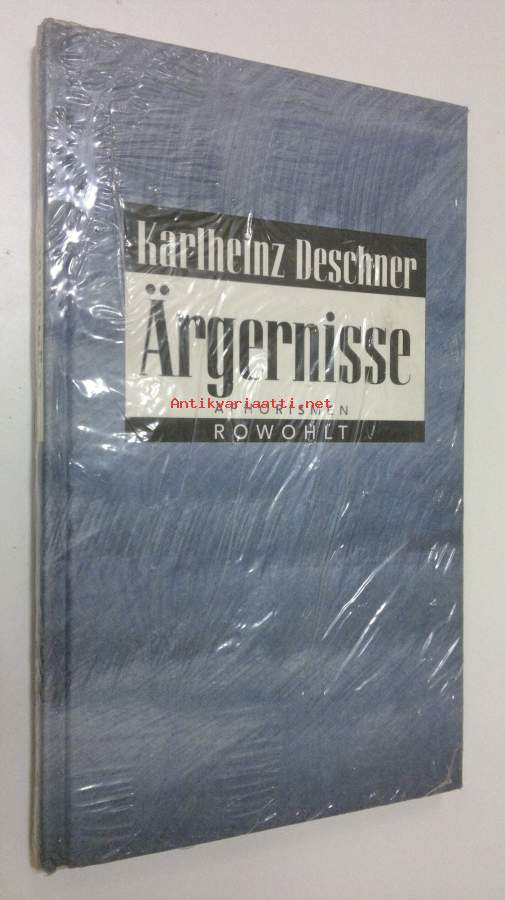 Karlheinz Deschner
Ärgernisse
Antikvariaatti.net
APHORISMEN
ROWOHLT